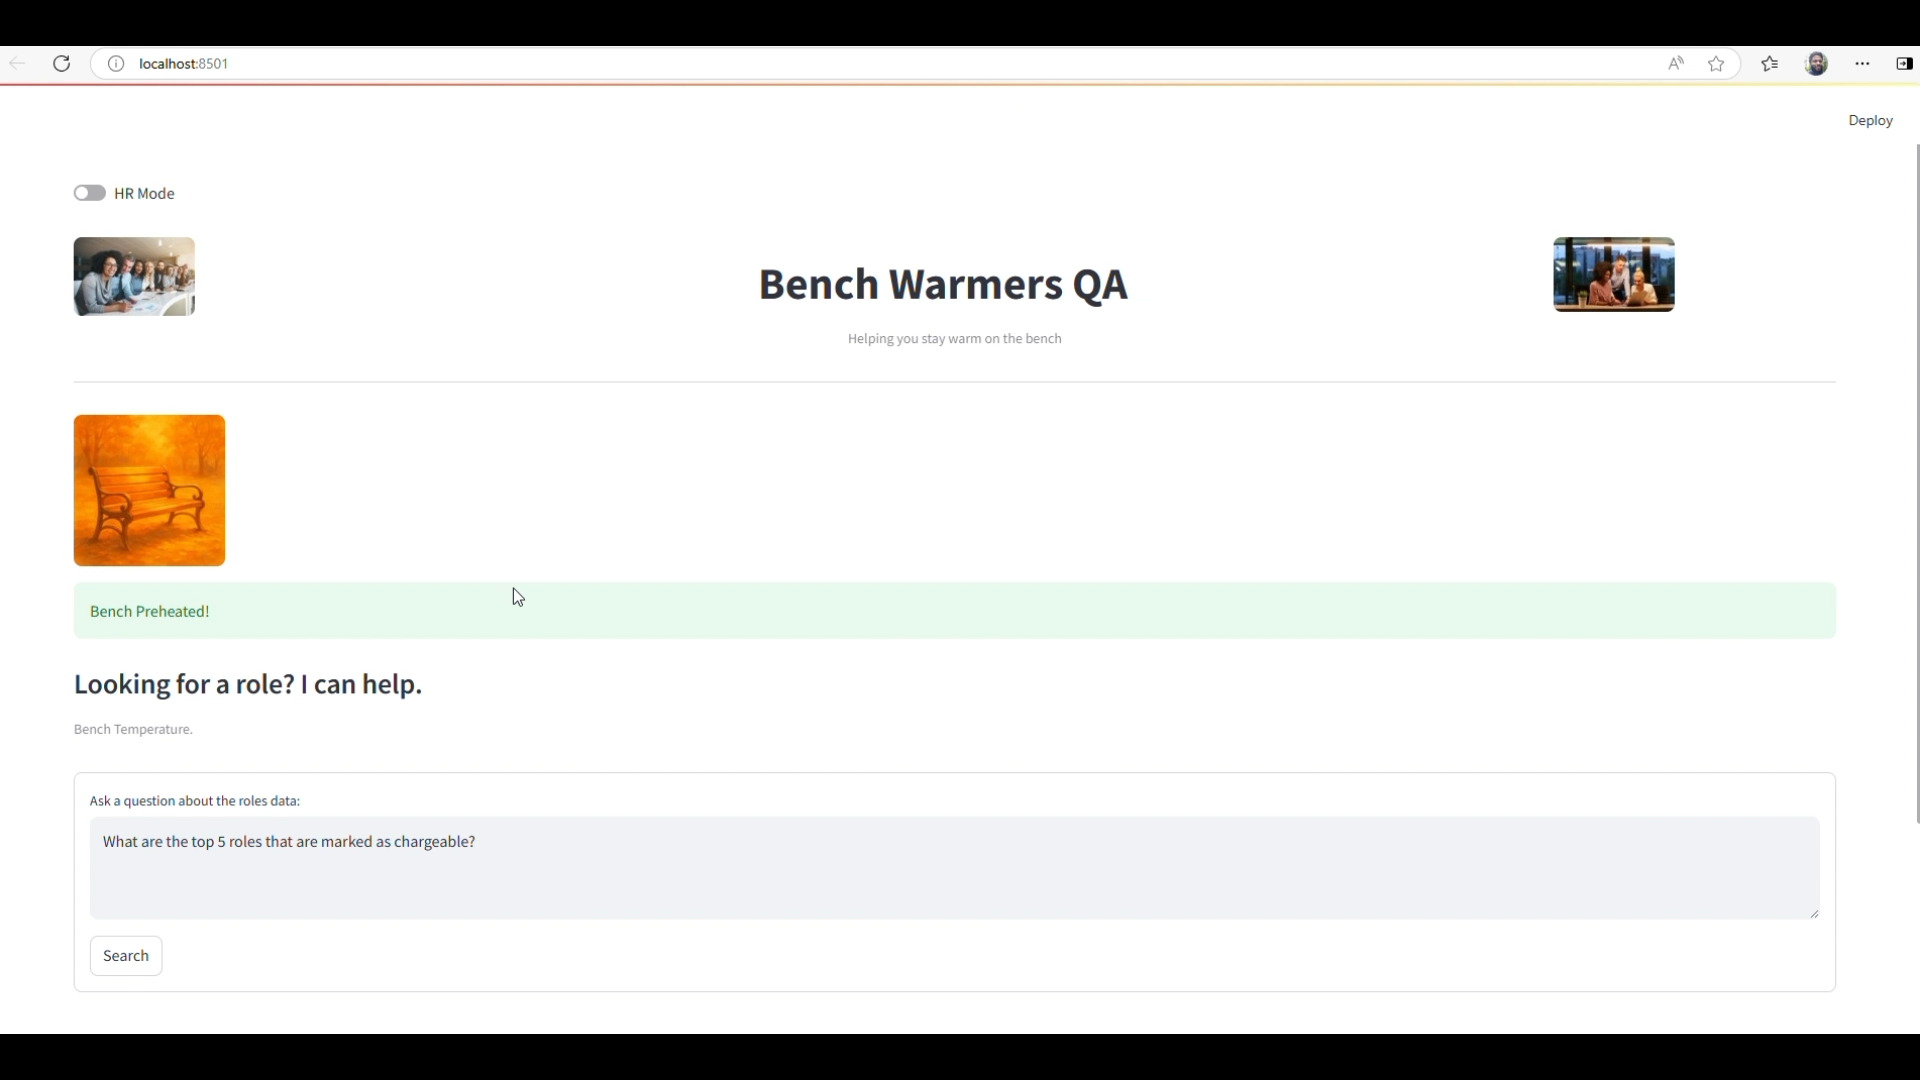 localhost:8501
Deploy
HR Mode
Bench Warmers QA
Helping you stay warm on the bench
Bench Preheated!
Looking for a role? I can help.
Bench Temperature.
Ask a question about the roles data:
What are the top 5 roles that are marked as chargeable?
Search